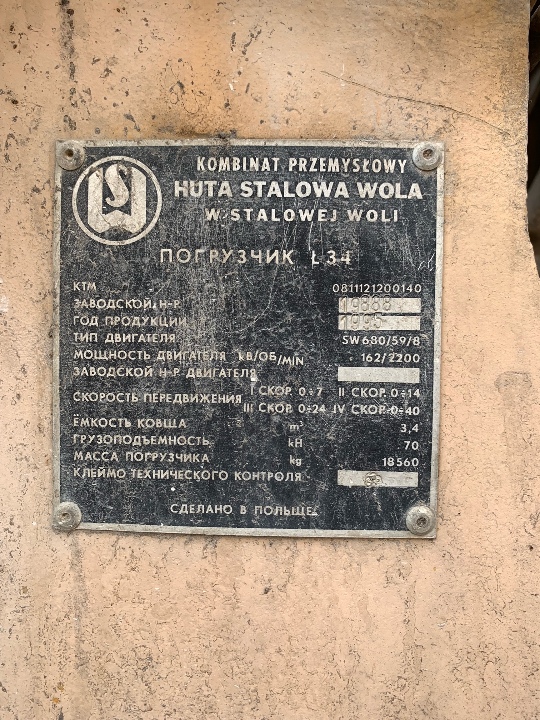 KOMBINAT PRZEMYSŁOWY
HUTA STALOWA WOLA
W STALOWEJ WOLI
ПОГРУЗЧИК Ł34
КТМ 0811121200140
ЗАВОДСКОЙ Н-Р
ГОД ПРОДУКЦИИ 1995
ТИП ДВИГАТЕЛЯ SW680/59/8
МОЩНОСТЬ ДВИГАТЕЛЯ кВ/ОБ/MIN 162/2200
ЗАВОДСКОЙ Н-Р ДВИГАТЕЛЯ
СКОРОСТЬ ПЕРЕДВИЖЕНИЯ I СКОР. 0÷7 II СКОР. 0÷14
III СКОР. 0÷24 IV СКОР. 0÷40
ЁМКОСТЬ КОВША m³ 3,4
ГРУЗОПОДЪЕМНОСТЬ kH 70
МАССА ПОГРУЗЧИКА kg 18560
КЛЕЙМО ТЕХНИЧЕСКОГО КОНТРОЛЯ
СДЕЛАНО В ПОЛЬШЕ